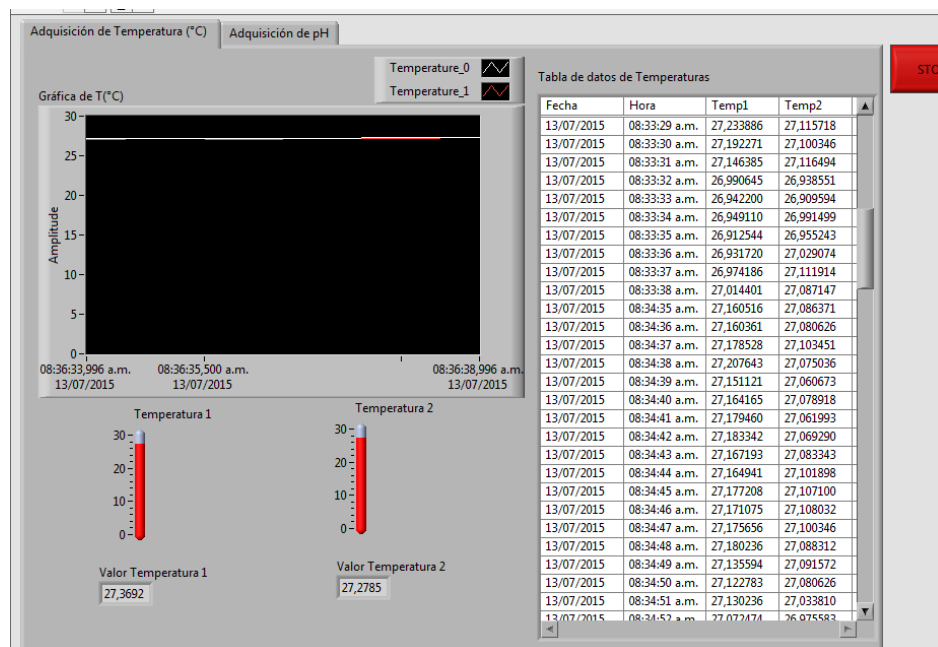 Adquisición de Temperatura (°C) Adquisición de pH
STO
Temperature_0
Temperature_1
Gráfica de T(°C)
30
25
20
15
10
5
0
Amplitude
08:36:33,996 a.m. 08:36:35,500 a.m. 08:36:38,996 a.m.
13/07/2015 13/07/2015 13/07/2015
Temperatura 1
30
20
10
0
Valor Temperatura 1
27,3692
Temperatura 2
30
20
10
0
Valor Temperatura 2
27,2785
Tabla de datos de Temperaturas
Fecha Hora Temp1 Temp2
13/07/2015 08:33:29 a.m. 27,233886 27,115718
13/07/2015 08:33:30 a.m. 27,192271 27,100346
13/07/2015 08:33:31 a.m. 27,146385 27,116494
13/07/2015 08:33:32 a.m. 26,990645 26,938551
13/07/2015 08:33:33 a.m. 26,942200 26,909594
13/07/2015 08:33:34 a.m. 26,949110 26,991499
13/07/2015 08:33:35 a.m. 26,912544 26,955243
13/07/2015 08:33:36 a.m. 26,931720 27,029074
13/07/2015 08:33:37 a.m. 26,974186 27,111914
13/07/2015 08:33:38 a.m. 27,014401 27,087147
13/07/2015 08:34:35 a.m. 27,160516 27,086371
13/07/2015 08:34:36 a.m. 27,160361 27,080626
13/07/2015 08:34:37 a.m. 27,178528 27,103451
13/07/2015 08:34:38 a.m. 27,207643 27,075036
13/07/2015 08:34:39 a.m. 27,151121 27,060673
13/07/2015 08:34:40 a.m. 27,164165 27,078918
13/07/2015 08:34:41 a.m. 27,179460 27,061993
13/07/2015 08:34:42 a.m. 27,183342 27,069290
13/07/2015 08:34:43 a.m. 27,167193 27,083343
13/07/2015 08:34:44 a.m. 27,164941 27,101898
13/07/2015 08:34:45 a.m. 27,177208 27,107100
13/07/2015 08:34:46 a.m. 27,171075 27,108032
13/07/2015 08:34:47 a.m. 27,175656 27,100346
13/07/2015 08:34:48 a.m. 27,180236 27,088312
13/07/2015 08:34:49 a.m. 27,135594 27,091572
13/07/2015 08:34:50 a.m. 27,122783 27,080626
13/07/2015 08:34:51 a.m. 27,130236 27,033810
13/07/2015 08:34:52 a.m. 27,072474 26,975583